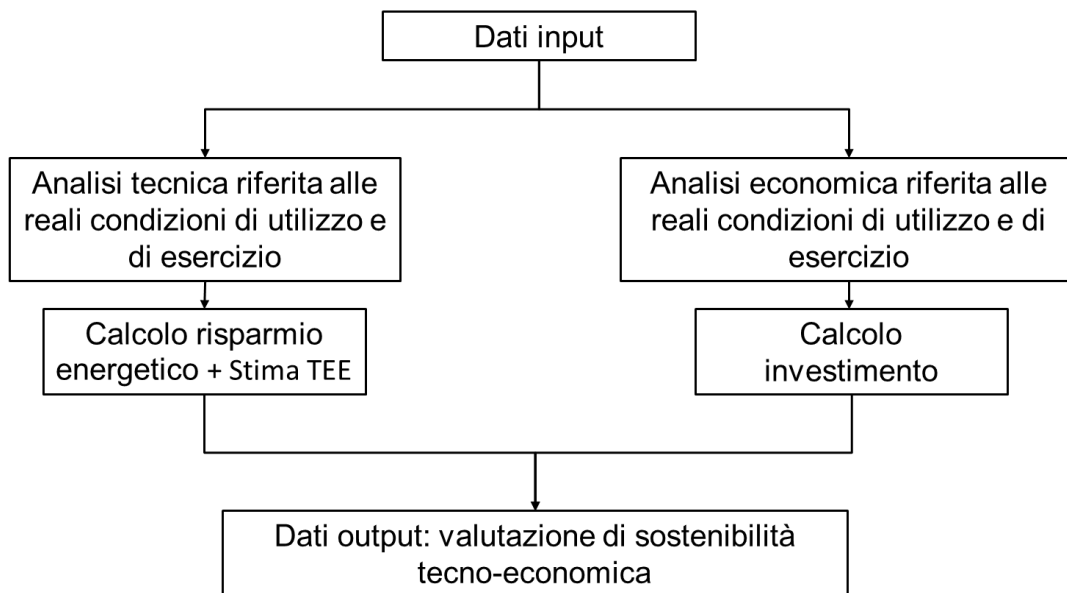 Dati input
Analisi tecnica riferita alle
reali condizioni di utilizzo e
di esercizio
Analisi economica riferita alle
reali condizioni di utilizzo e di
esercizio
Calcolo risparmio
energetico + Stima TEE
Calcolo
investimento
Dati output: valutazione di sostenibilità
tecno-economica